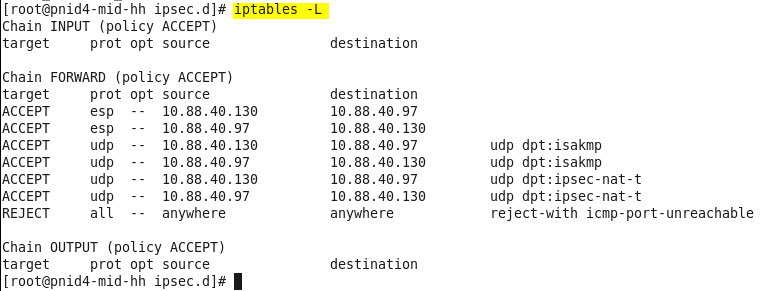 [root@pnid4-mid-hh ipsec.d]# iptables -L
Chain INPUT (policy ACCEPT)
target     prot opt source               destination

Chain FORWARD (policy ACCEPT)
target     prot opt source               destination
ACCEPT     esp  --  10.88.40.130         10.88.40.97
ACCEPT     esp  --  10.88.40.97          10.88.40.130
ACCEPT     udp  --  10.88.40.130         10.88.40.97         udp dpt:isakmp
ACCEPT     udp  --  10.88.40.97          10.88.40.130        udp dpt:isakmp
ACCEPT     udp  --  10.88.40.130         10.88.40.97         udp dpt:ipsec-nat-t
ACCEPT     udp  --  10.88.40.97          10.88.40.130        udp dpt:ipsec-nat-t
REJECT     all  --  anywhere             anywhere            reject-with icmp-port-unreachable

Chain OUTPUT (policy ACCEPT)
target     prot opt source               destination
[root@pnid4-mid-hh ipsec.d]#